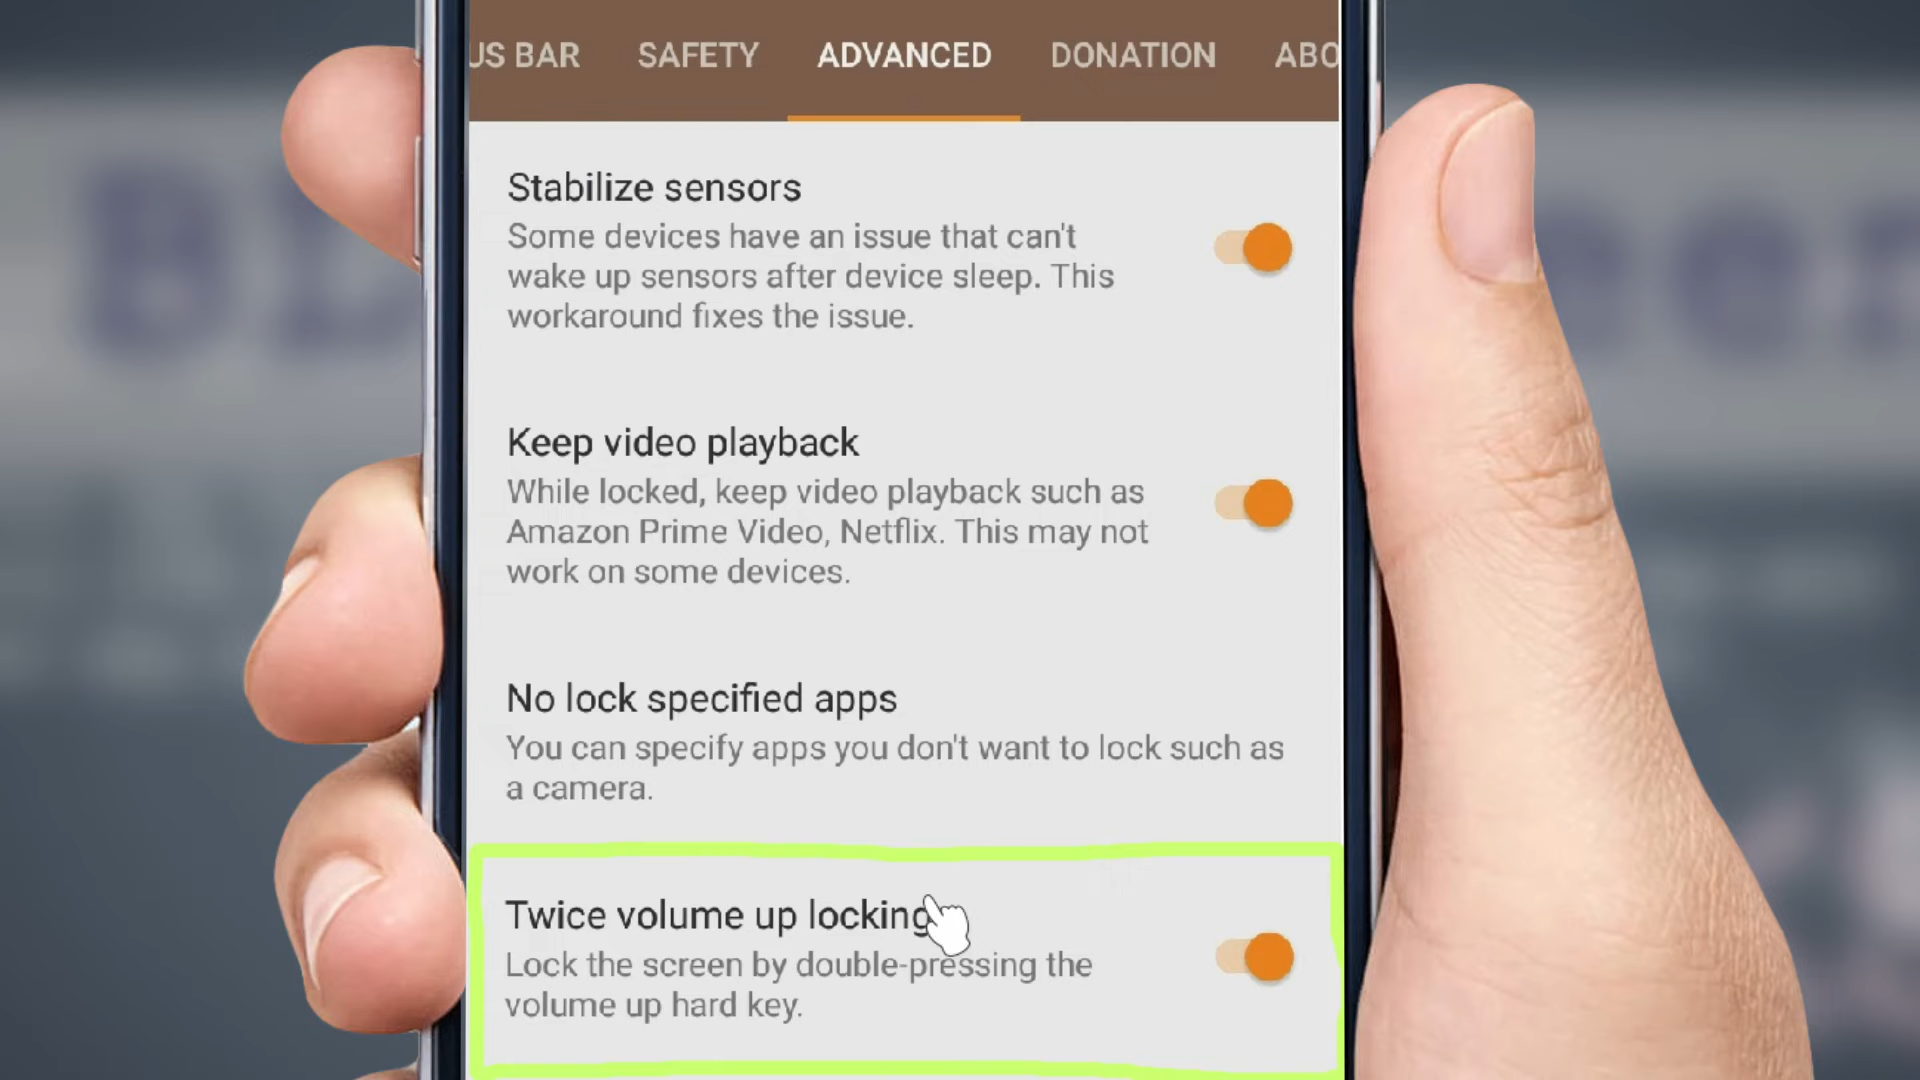 US BAR SAFETY ADVANCED DONATION ABO
Stabilize sensors
Some devices have an issue that can't
wake up sensors after device sleep. This
workaround fixes the issue.
Keep video playback
While locked, keep video playback such as
Amazon Prime Video, Netflix. This may not
work on some devices.
No lock specified apps
You can specify apps you don't want to lock such as
a camera.
Twice volume up locking
Lock the screen by double-pressing the
volume up hard key.